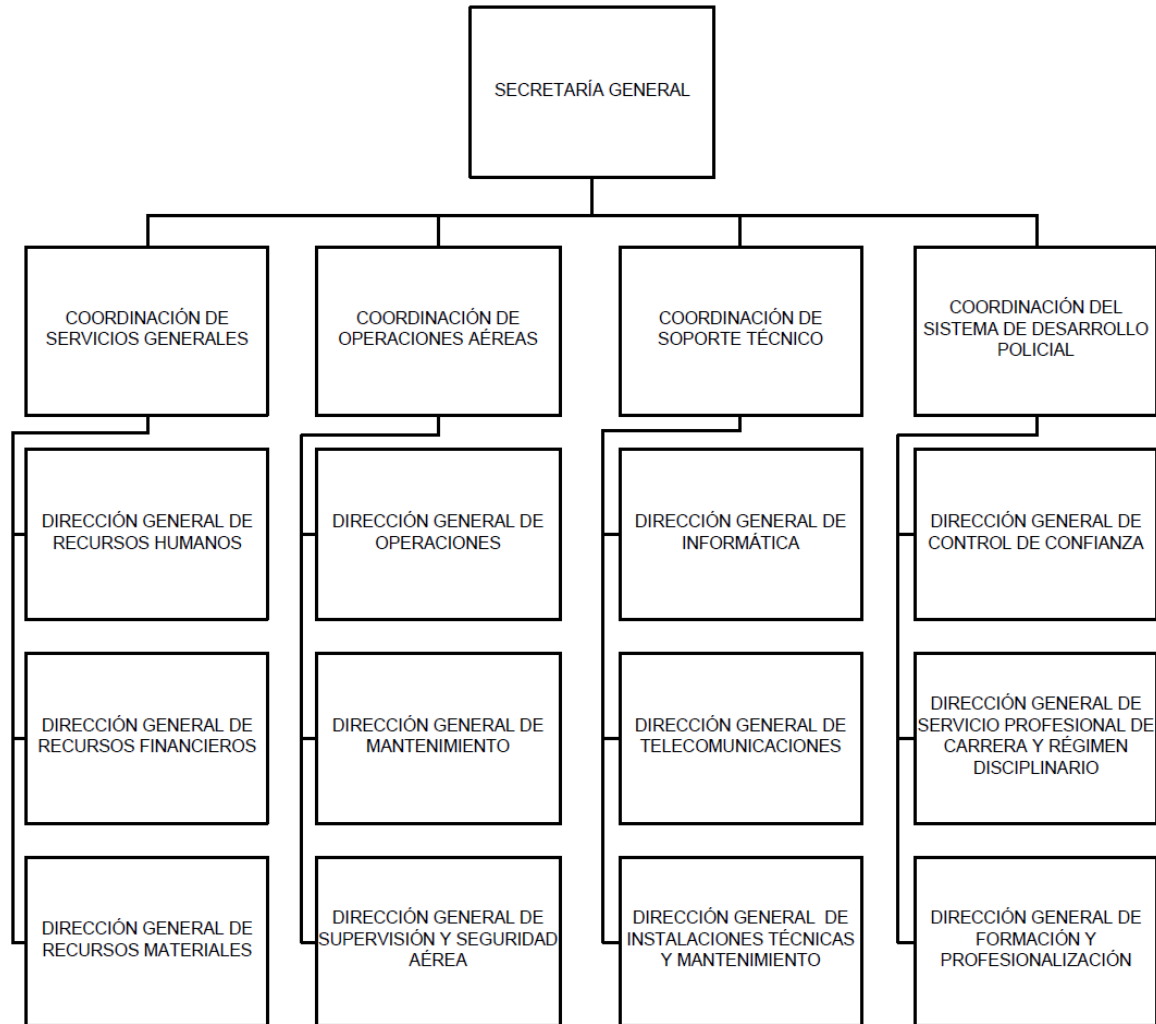 SECRETARÍA GENERAL
COORDINACIÓN DE
SERVICIOS GENERALES
COORDINACIÓN DE
OPERACIONES AÉREAS
COORDINACIÓN DE
SOPORTE TÉCNICO
COORDINACIÓN DEL
SISTEMA DE DESARROLLO
POLICIAL
DIRECCIÓN GENERAL DE
RECURSOS HUMANOS
DIRECCIÓN GENERAL DE
OPERACIONES
DIRECCIÓN GENERAL DE
INFORMÁTICA
DIRECCIÓN GENERAL DE
CONTROL DE CONFIANZA
DIRECCIÓN GENERAL DE
RECURSOS FINANCIEROS
DIRECCIÓN GENERAL DE
MANTENIMIENTO
DIRECCIÓN GENERAL DE
TELECOMUNICACIONES
DIRECCIÓN GENERAL DE
SERVICIO PROFESIONAL DE
CARRERA Y RÉGIMEN
DISCIPLINARIO
DIRECCIÓN GENERAL DE
RECURSOS MATERIALES
DIRECCIÓN GENERAL DE
SUPERVISIÓN Y SEGURIDAD
AÉREA
DIRECCIÓN GENERAL DE
INSTALACIONES TÉCNICAS
Y MANTENIMIENTO
DIRECCIÓN GENERAL DE
FORMACIÓN Y
PROFESIONALIZACIÓN